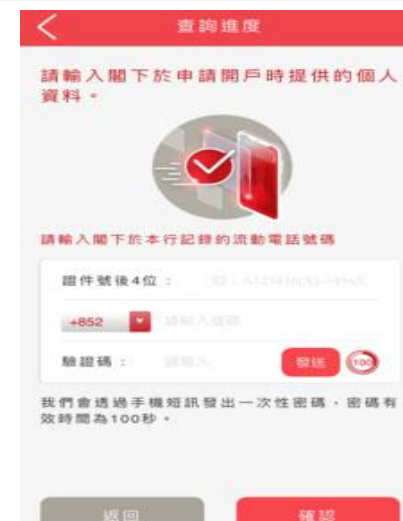 查詢進度
請輸入閣下於申請開戶時提供的個人
資料。
請輸入閣下於本行記錄的流動電話號碼
證件號後4位：
+852 請輸入號碼
驗證碼： 請輸入 發送 100
我們會透過手機短訊發出一次性密碼，密碼有
效時間為100秒。
返回 確認